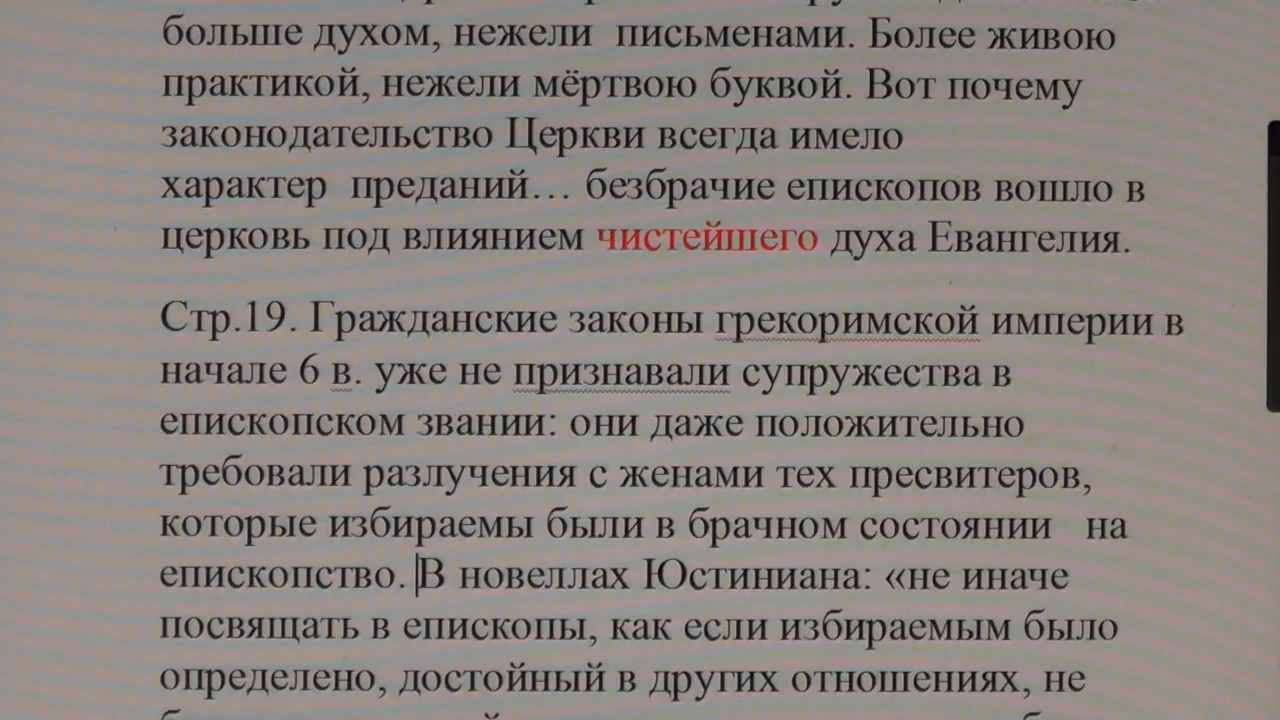 больше духом, нежели  письменами. Более живою
практикой, нежели мёртвою буквой. Вот почему
законодательство Церкви всегда имело
характер  преданий… безбрачие епископов вошло в
церковь под влиянием чистейшего духа Евангелия.
Стр.19. Гражданские законы грекоримской империи в
начале 6 в. уже не признавали супружества в
епископском звании: они даже положительно
требовали разлучения с женами тех пресвитеров,
которые избираемы были в брачном состоянии   на
епископство. В новеллах Юстиниана: «не иначе
посвящать в епископы, как если избираемым было
определено, достойный в других отношениях, не